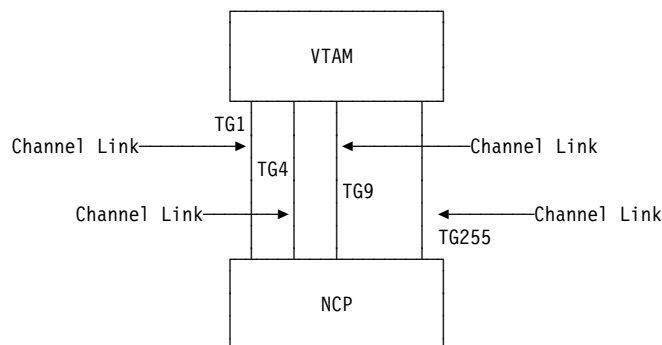 VTAM
TG1
Channel Link Channel Link
TG4
TG9
Channel Link Channel Link
TG255
NCP